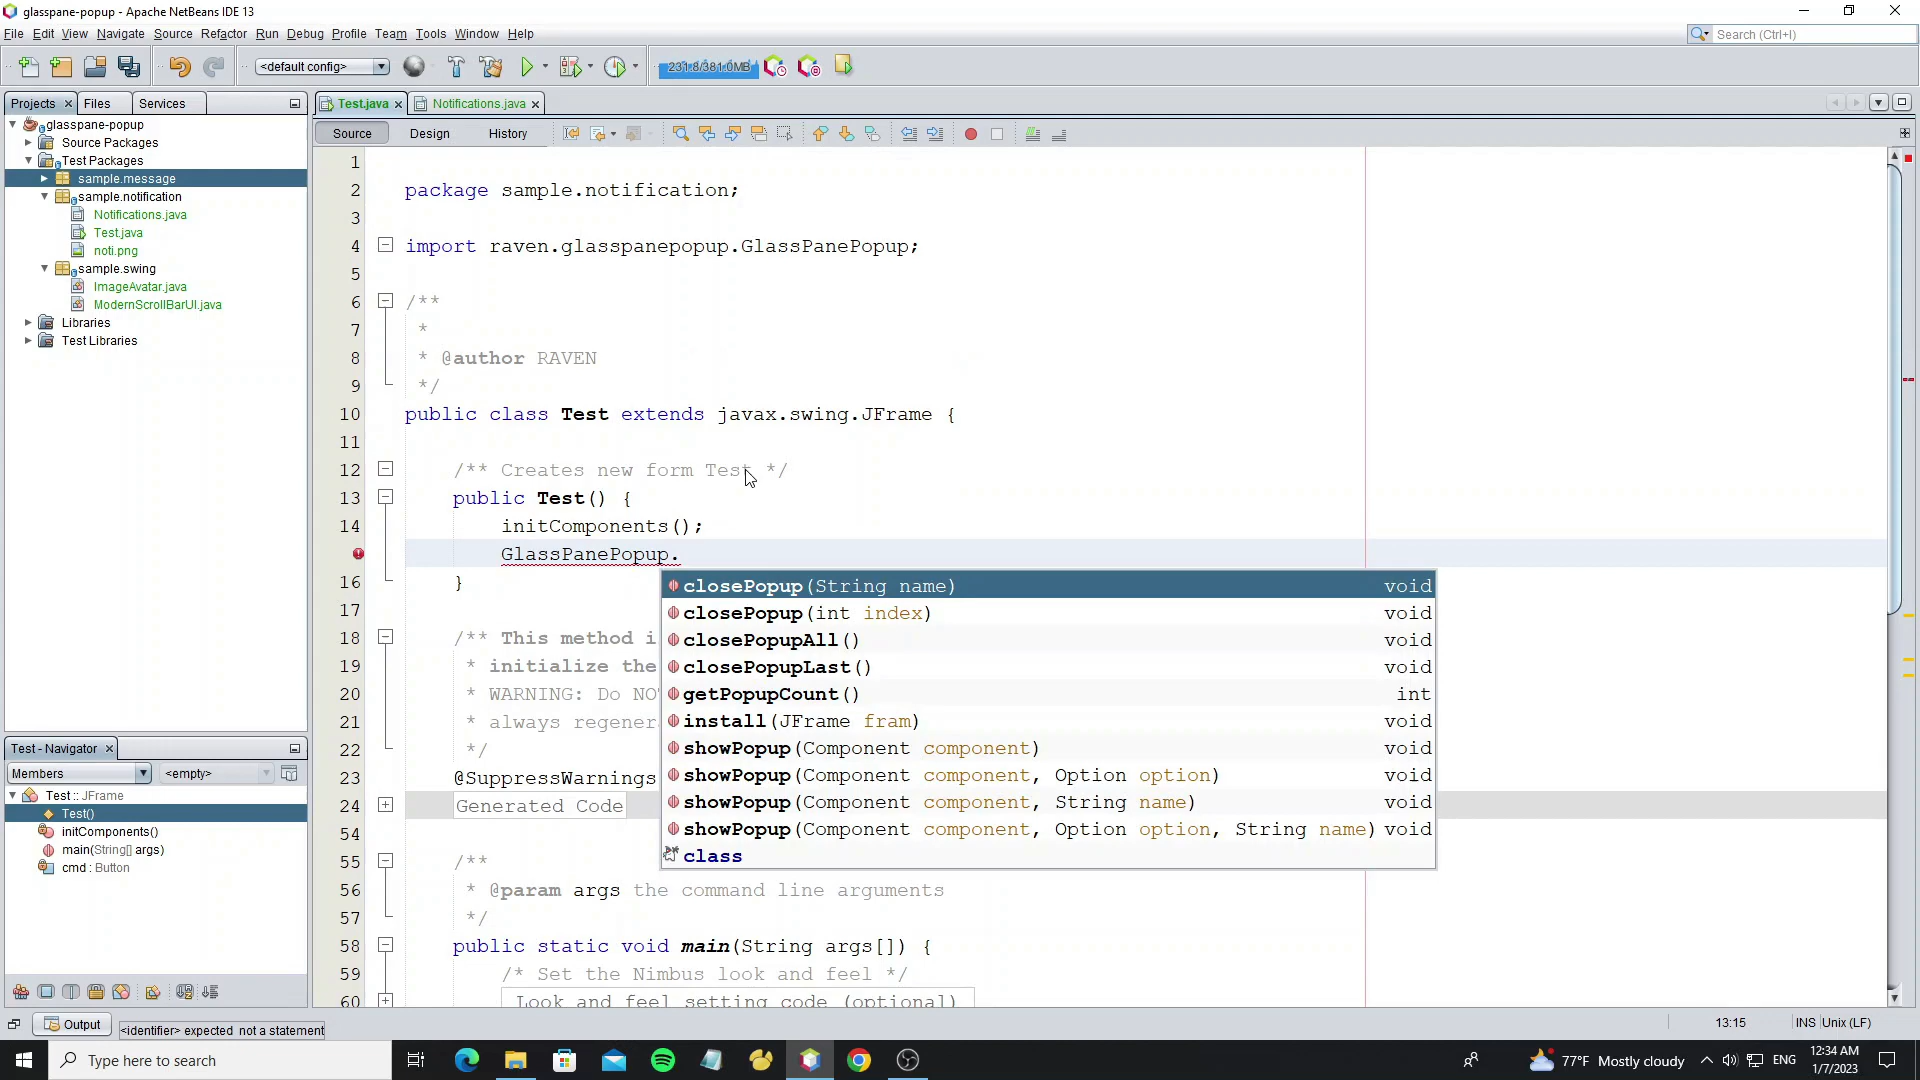 glasspane-popup - Apache NetBeans IDE 13
File Edit View Navigate Source Refactor Run Debug Profile Team Tools Window Help
Search (Ctrl+I)
<default config>
231.8/381.0MB
Projects Files Services
Test.java Notifications.java
Source Design History
glasspane-popup
Source Packages
Test Packages
sample.message
sample.notification
Notifications.java
Test.java
noti.png
sample.swing
ImageAvatar.java
ModernScrollBarUI.java
Libraries
Test Libraries
1
2 package sample.notification;
3
4 import raven.glasspanepopup.GlassPanePopup;
5
6 /**
7 *
8 * @author RAVEN
9 */
10 public class Test extends javax.swing.JFrame {
11
12 /** Creates new form Test */
13 public Test() {
14 initComponents();
GlassPanePopup.
16 }
17
18 /** This method i
19 * initialize the
20 * WARNING: Do NO
21 * always regener
22 */
23 @SuppressWarnings
24 Generated Code
54
55 /**
56 * @param args the command line arguments
57 */
58 public static void main(String args[]) {
59 /* Set the Nimbus look and feel */
60 Look and feel setting code (optional)
closePopup(String name) void
closePopup(int index) void
closePopupAll() void
closePopupLast() void
getPopupCount() int
install(JFrame fram) void
showPopup(Component component) void
showPopup(Component component, Option option) void
showPopup(Component component, String name) void
showPopup(Component component, Option option, String name) void
class
Test - Navigator
Members <empty>
Test :: JFrame
Test()
initComponents()
main(String[] args)
cmd : Button
Output
<identifier> expected not a statement
13:15 INS Unix (LF)
Type here to search
77°F Mostly cloudy
ENG
12:34 AM
1/7/2023